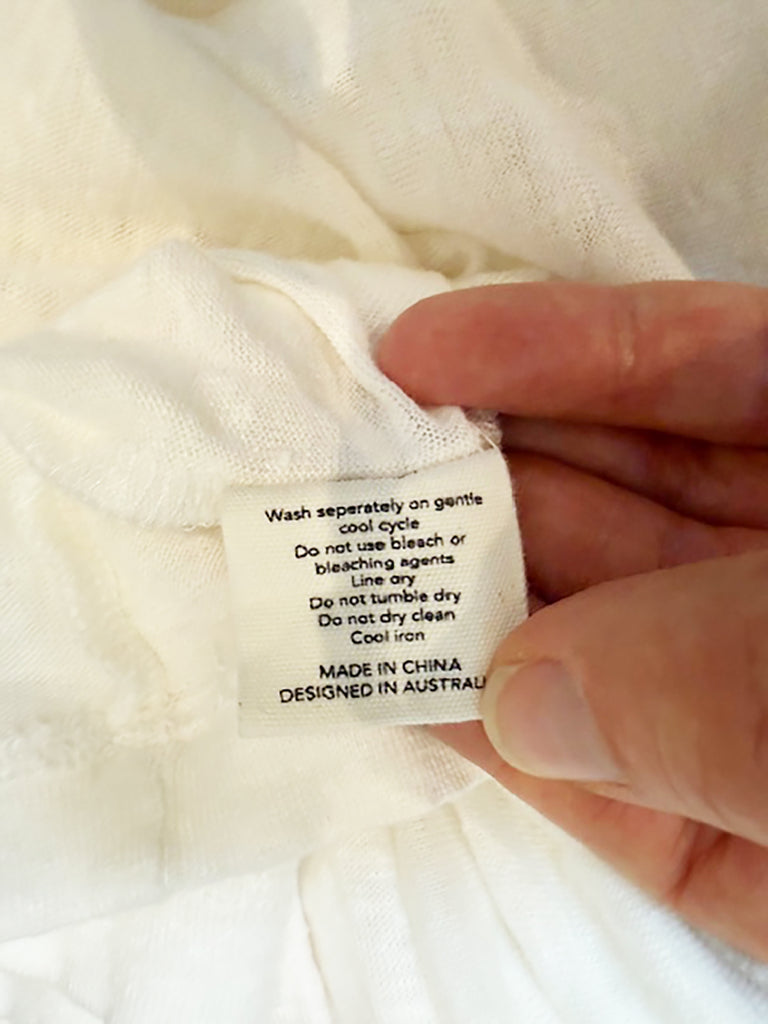 Wash seperately on gentle
cool cycle
Do not use bleach or
bleaching agents
Line dry
Do not tumble dry
Do not dry clean
Cool iron
MADE IN CHINA
DESIGNED IN AUSTRALI